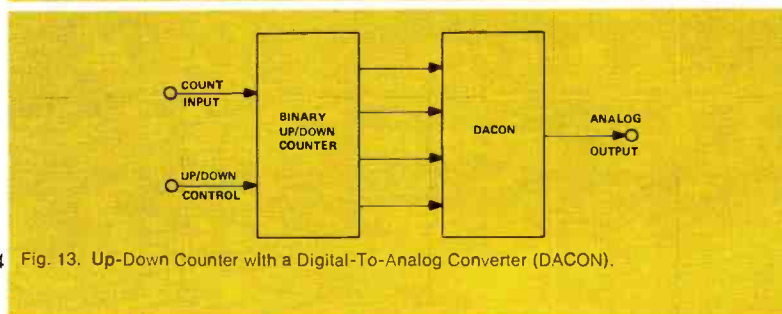 COUNT
INPUT
UP/DOWN
CONTROL
BINARY
UP/DOWN
COUNTER
DACON
ANALOG
OUTPUT
4 Fig. 13. Up-Down Counter with a Digital-To-Analog Converter (DACON).